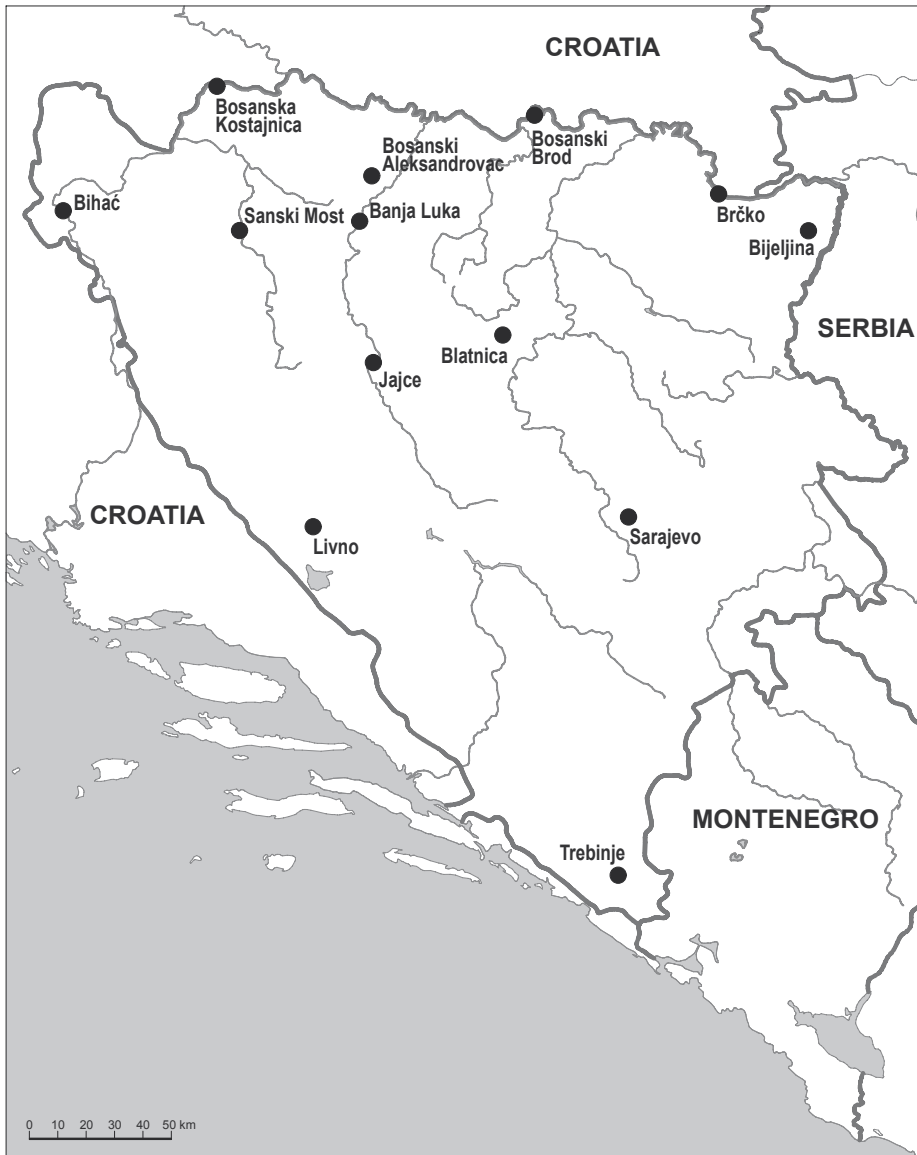 CROATIA
Bosanska
Kostajnica
Bosanski
Aleksandrovac
Bosanski
Brod
Bihać
Sanski Most
Banja Luka
Brčko
Bijeljina
SERBIA
Blatnica
Jajce
CROATIA
Livno
Sarajevo
MONTENEGRO
Trebinje
0 10 20 30 40 50 km